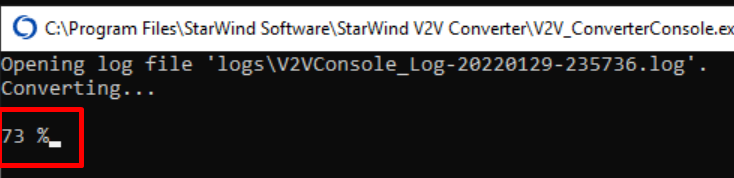 C:\Program Files\StarWind Software\StarWind V2V Converter\V2V_ConverterConsole.ex
Opening log file 'logs\V2VConsole_Log-20220129-235736.log'.
Converting...
73 %